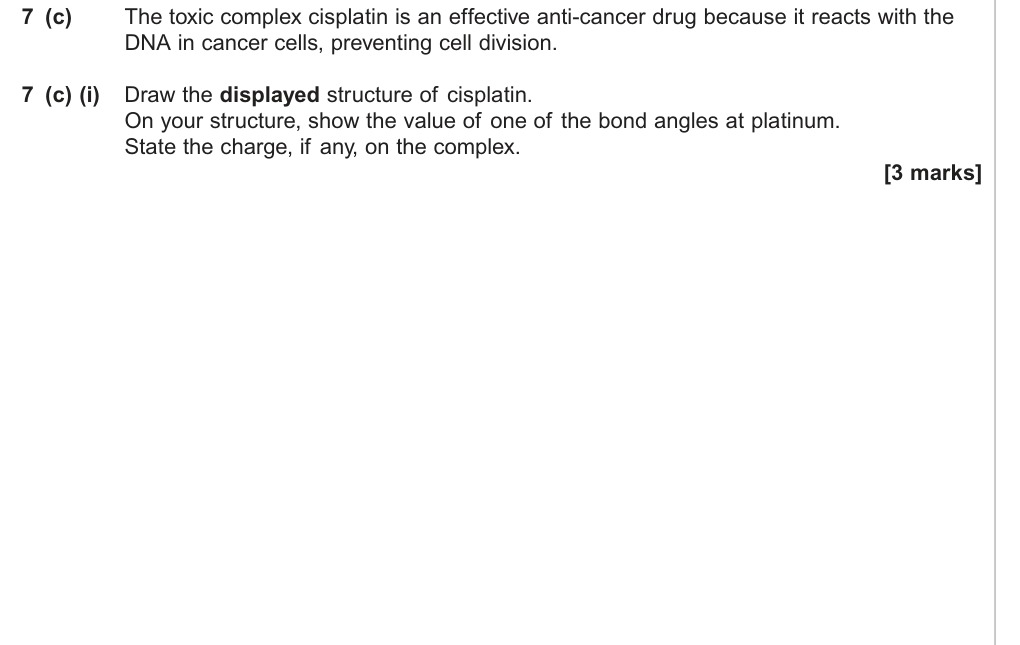 7 (c) The toxic complex cisplatin is an effective anti-cancer drug because it reacts with the
DNA in cancer cells, preventing cell division.
7 (c) (i) Draw the displayed structure of cisplatin.
On your structure, show the value of one of the bond angles at platinum.
State the charge, if any, on the complex.
[3 marks]